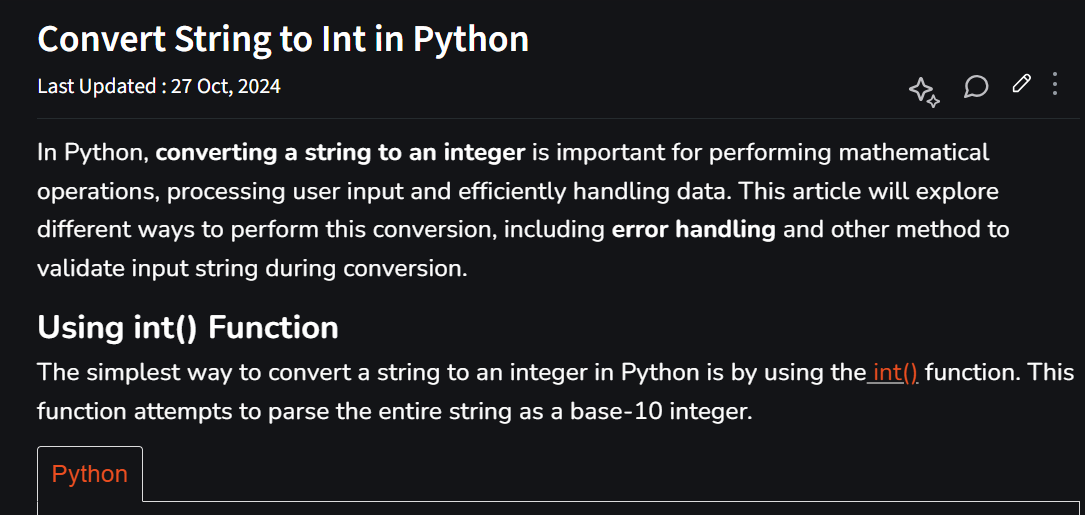 Convert String to Int in Python
Last Updated : 27 Oct, 2024
In Python, converting a string to an integer is important for performing mathematical
operations, processing user input and efficiently handling data. This article will explore
different ways to perform this conversion, including error handling and other method to
validate input string during conversion.
Using int() Function
The simplest way to convert a string to an integer in Python is by using the int() function. This
function attempts to parse the entire string as a base-10 integer.
Python